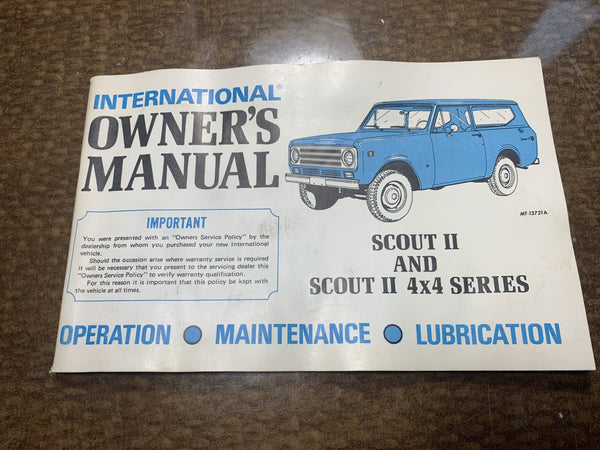 INTERNATIONAL®
OWNER'S
MANUAL
IMPORTANT
You were presented with an "Owners Service Policy" by the
dealership from whom you purchased your new International
vehicle.
Should the occasion arise where warranty service is required
it will be necessary that you present to the servicing dealer this
"Owners Service Policy" to verify warranty qualification.
For this reason it is important that this policy be kept with
the vehicle at all times.
MT-13721A
SCOUT II
AND
SCOUT II 4x4 SERIES
OPERATION ● MAINTENANCE ● LUBRICATION